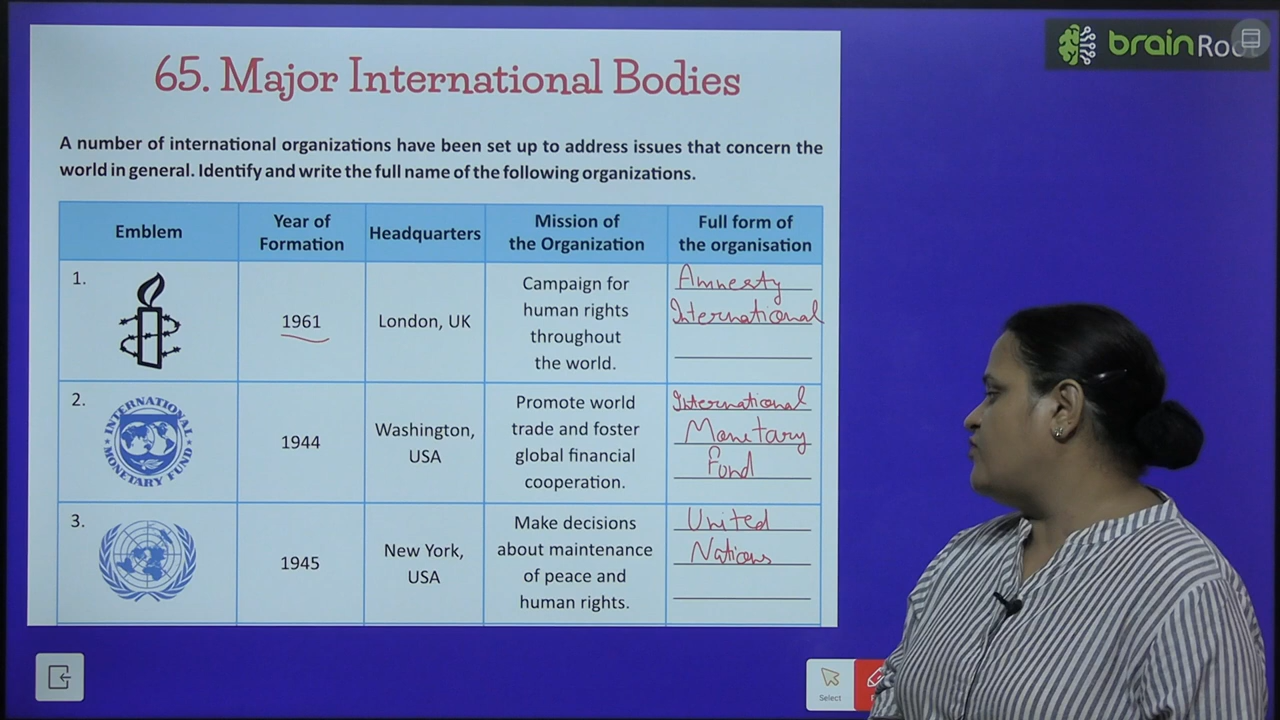 brainRoot
65. Major International Bodies
A number of international organizations have been set up to address issues that concern the
world in general. Identify and write the full name of the following organizations.
Emblem
Year of
Formation
Headquarters
Mission of
the Organization
Full form of
the organisation
1.
1961
London, UK
Campaign for
human rights
throughout
the world.
Amnesty
International
2.
INTERNATIONAL
MONETARY FUND
1944
Washington,
USA
Promote world
trade and foster
global financial
cooperation.
International
Monetary
Fund
3.
1945
New York,
USA
Make decisions
about maintenance
of peace and
human rights.
United
Nations
Select